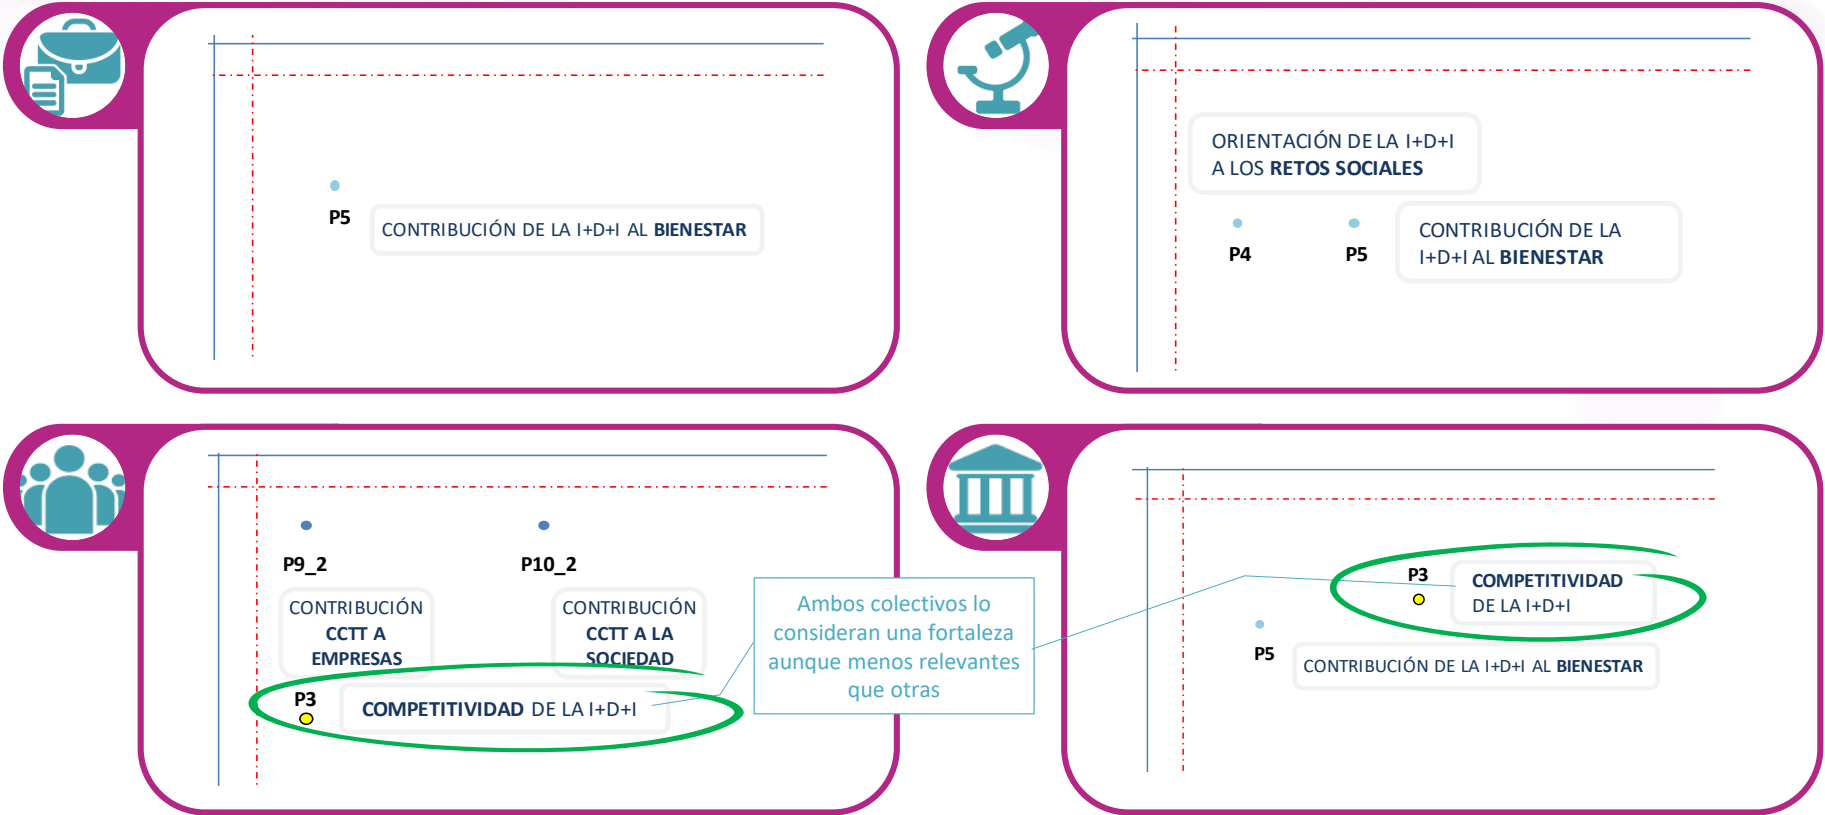 P5
CONTRIBUCIÓN DE LA I+D+I AL BIENESTAR
ORIENTACIÓN DE LA I+D+I
A LOS RETOS SOCIALES
P4
P5
CONTRIBUCIÓN DE LA
I+D+I AL BIENESTAR
P9_2
CONTRIBUCIÓN
CCTT A
EMPRESAS
P10_2
CONTRIBUCIÓN
CCTT A LA
SOCIEDAD
P3
COMPETITIVIDAD DE LA I+D+I
Ambos colectivos lo
consideran una fortaleza
aunque menos relevantes
que otras
P3
COMPETITIVIDAD
DE LA I+D+I
P5
CONTRIBUCIÓN DE LA I+D+I AL BIENESTAR